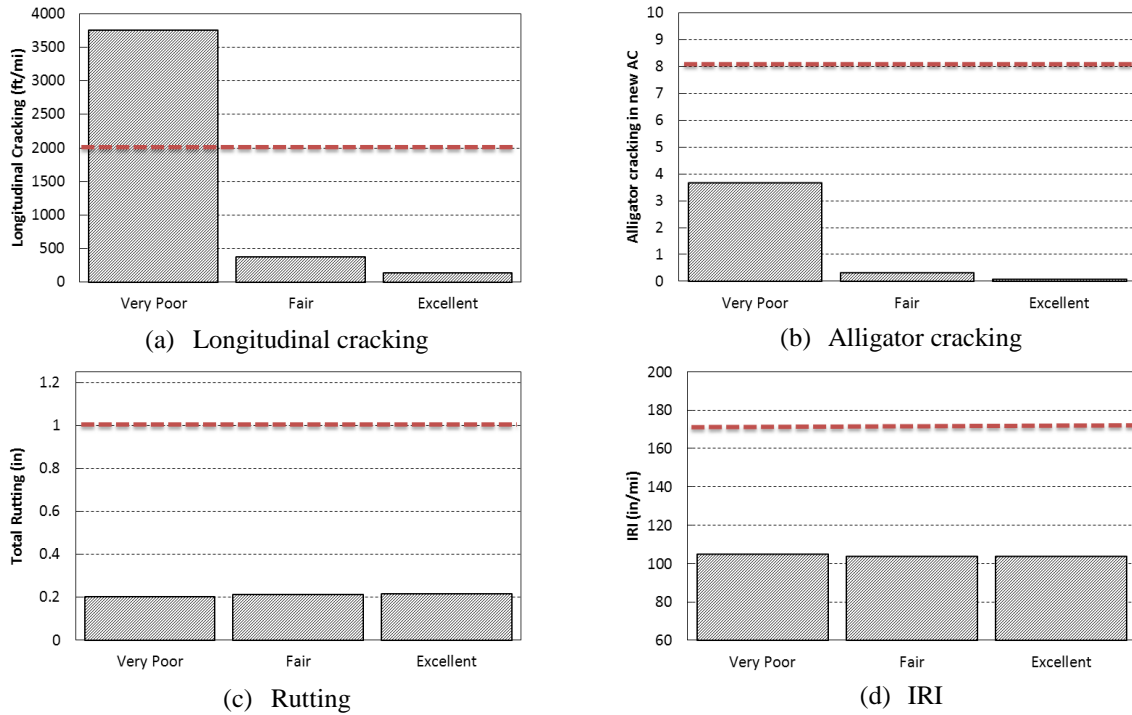 Longitudinal Cracking (ft/mi)
4000
3500
3000
2500
2000
1500
1000
500
0
Very Poor Fair Excellent
(a) Longitudinal cracking
Alligator cracking in new AC
10
9
8
7
6
5
4
3
2
1
0
Very Poor Fair Excellent
(b) Alligator cracking
Total Rutting (in)
1.2
1
0.8
0.6
0.4
0.2
0
Very Poor Fair Excellent
(c) Rutting
IRI (in/mi)
200
180
160
140
120
100
80
60
Very Poor Fair Excellent
(d) IRI